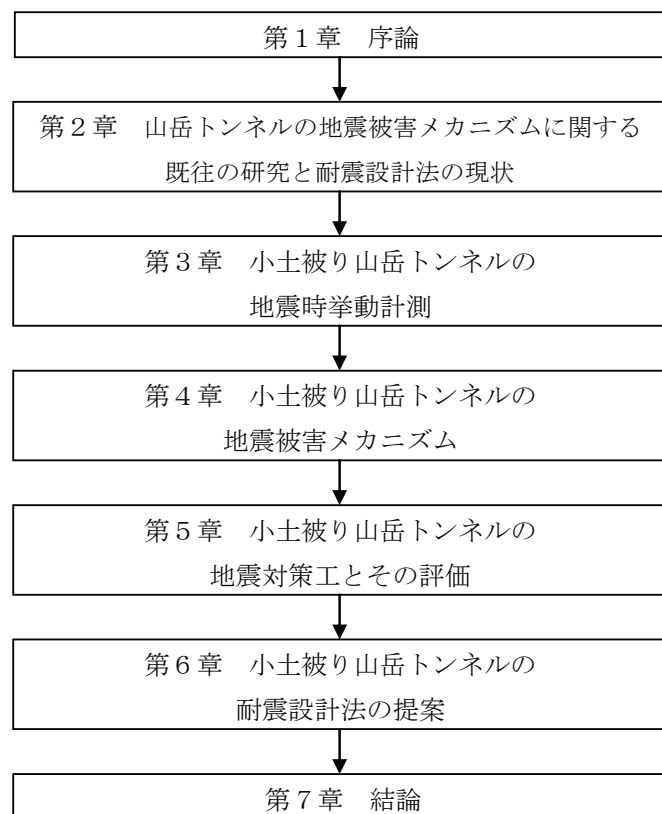 第１章　序論
第２章　山岳トンネルの地震被害メカニズムに関する
既往の研究と耐震設計法の現状
第３章　小土被り山岳トンネルの
地震時挙動計測
第４章　小土被り山岳トンネルの
地震被害メカニズム
第５章　小土被り山岳トンネルの
地震対策工とその評価
第６章　小土被り山岳トンネルの
耐震設計法の提案
第７章　結論